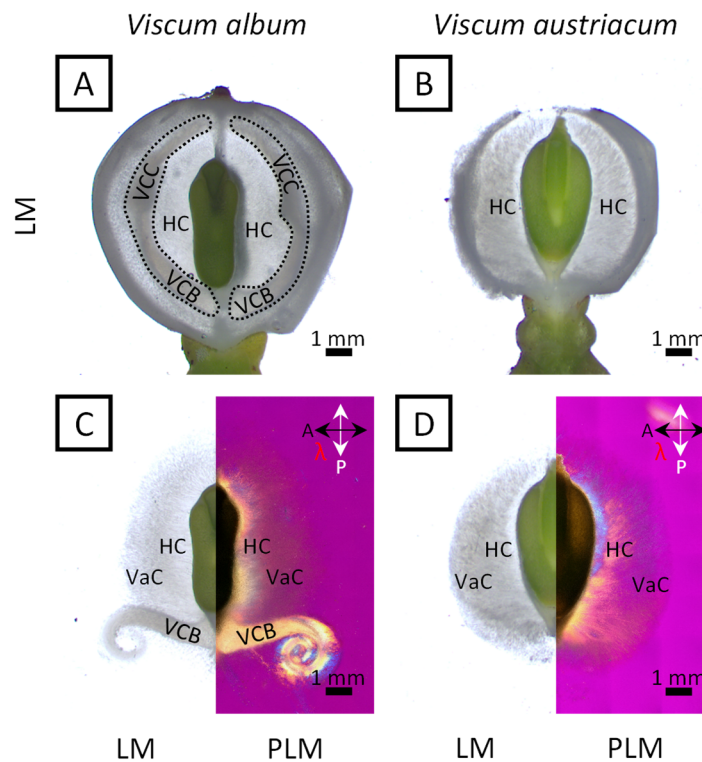 Viscum album
Viscum austriacum
A
B
LM
VCC
VCC
HC
HC
VCB
VCB
1 mm
HC
HC
1 mm
C
D
A
λ
P
HC
HC
VaC
VaC
VCB
VCB
1 mm
A
λ
P
HC
HC
VaC
VaC
1 mm
LM
PLM
LM
PLM